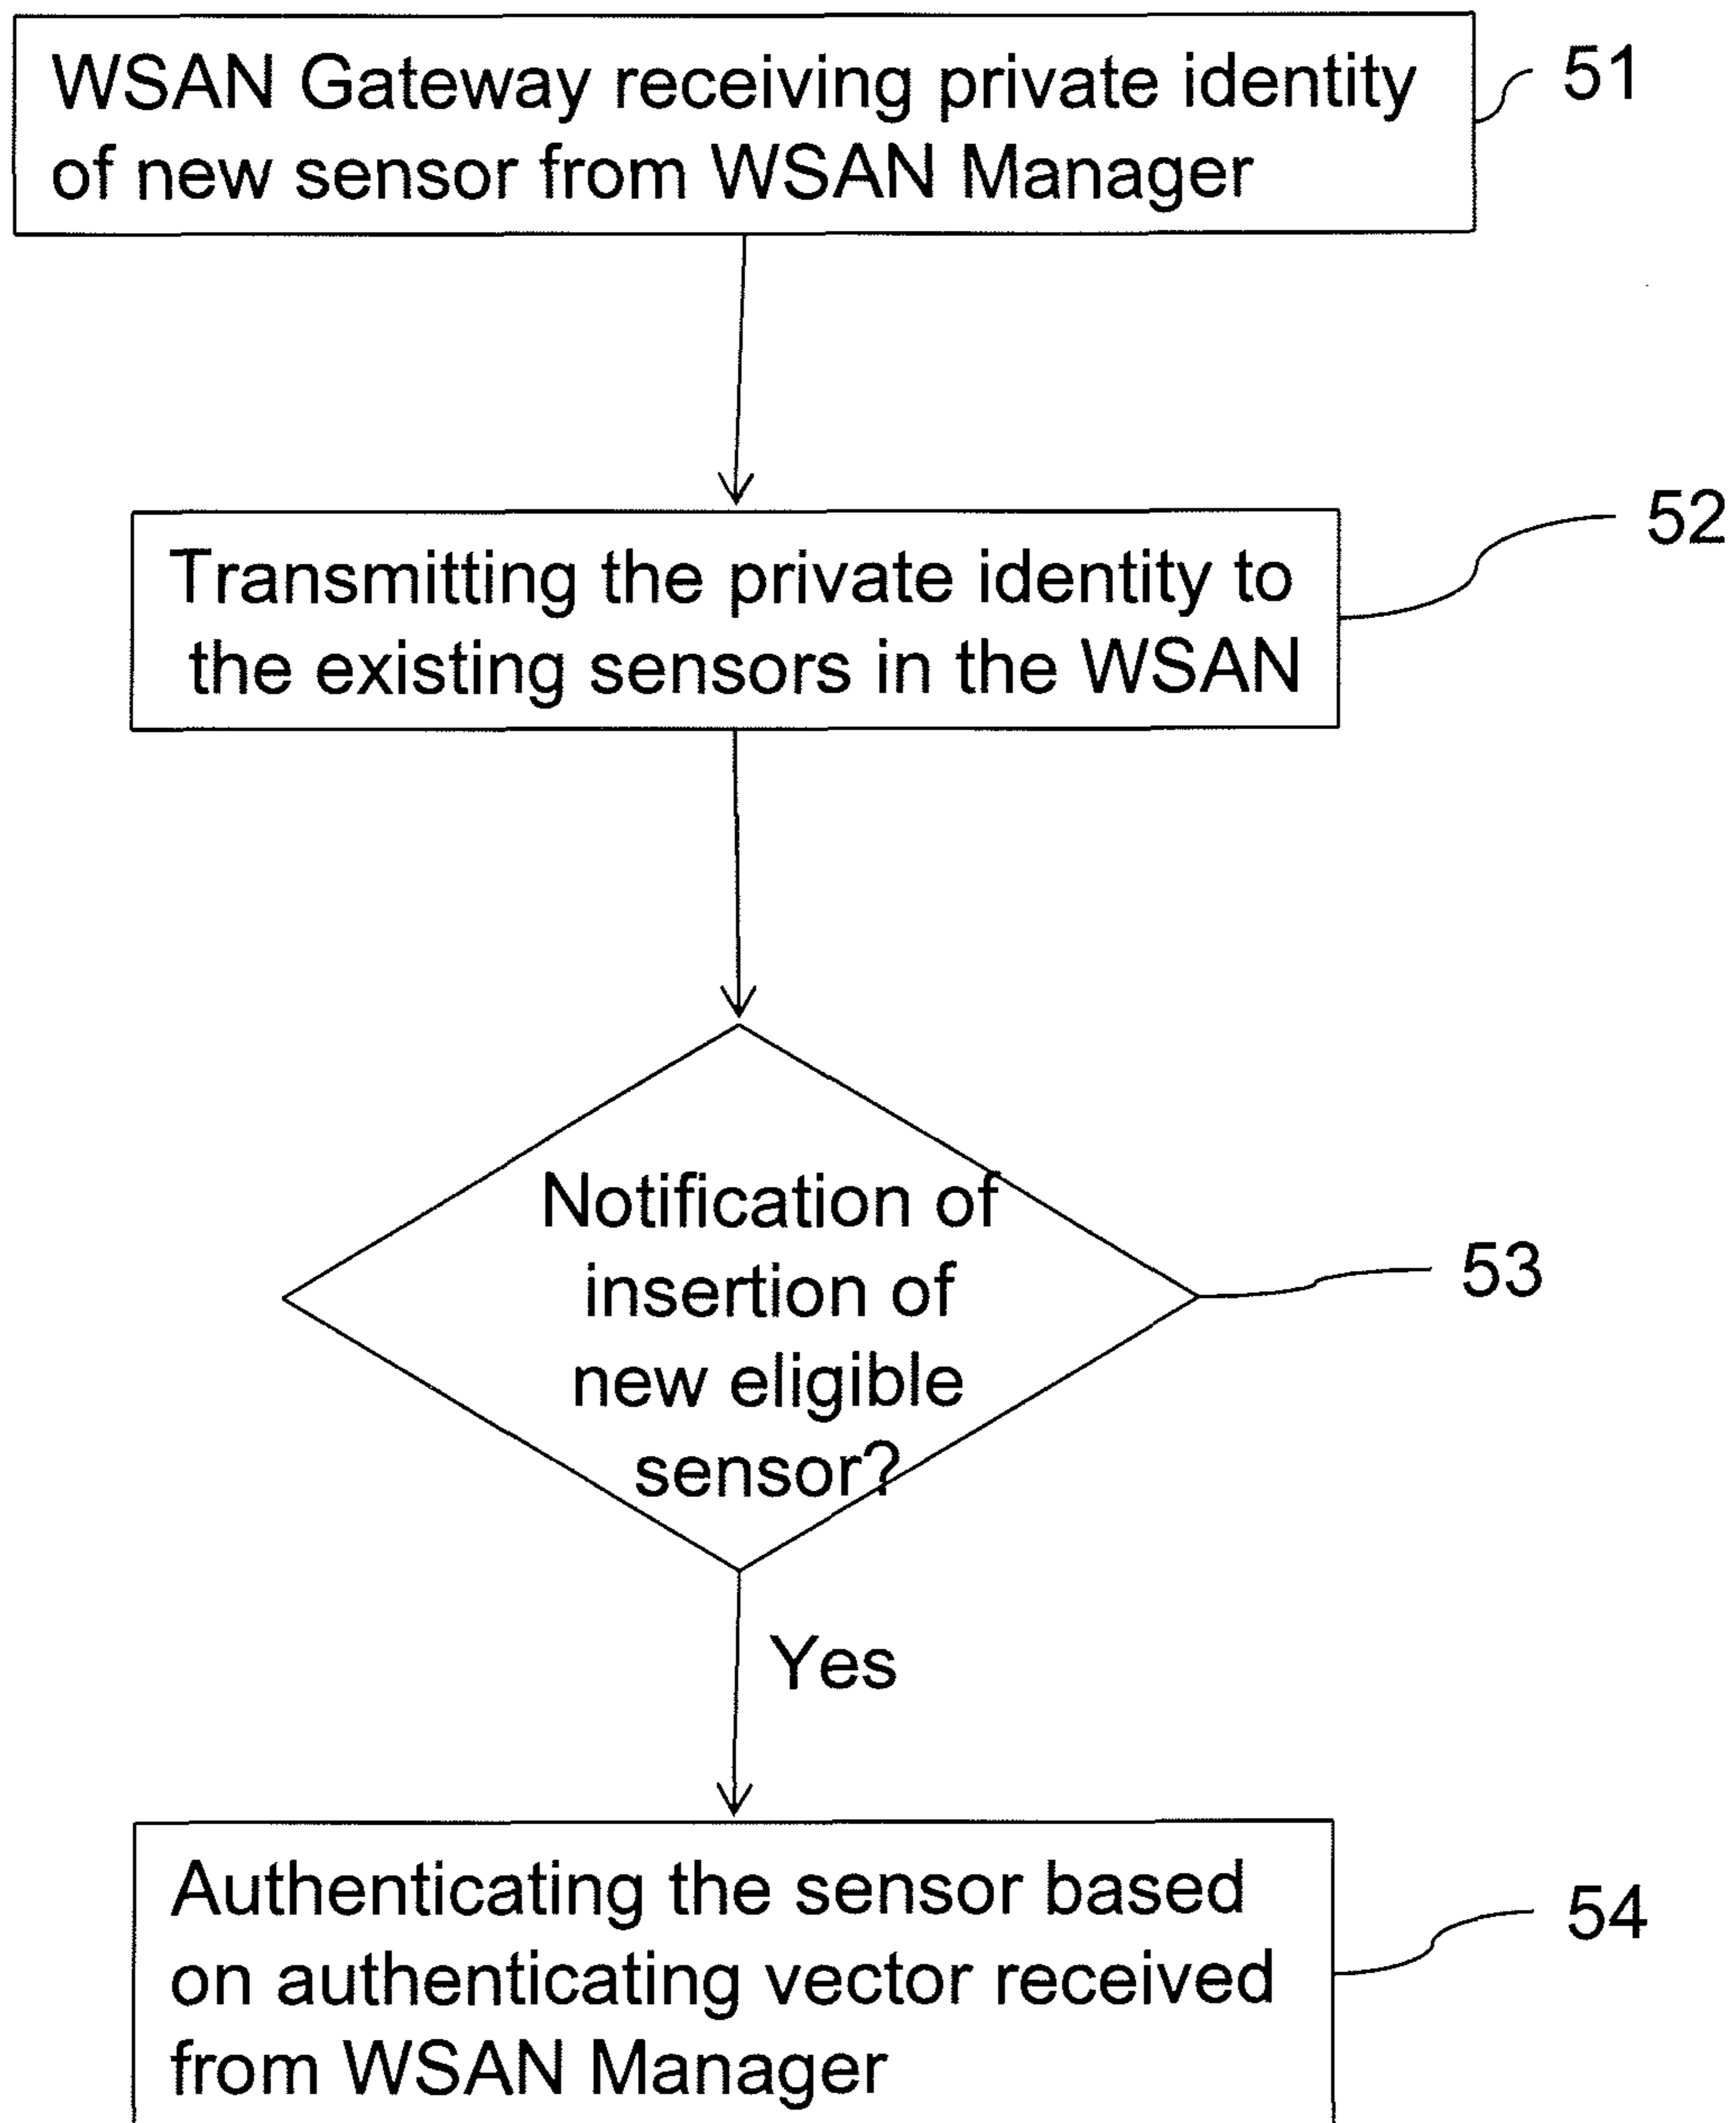 WSAN Gateway receiving private identity
of new sensor from WSAN Manager
51
Transmitting the private identity to
the existing sensors in the WSAN
52
Notification of
insertion of
new eligible
sensor?
53
Yes
Authenticating the sensor based
on authenticating vector received
from WSAN Manager
54